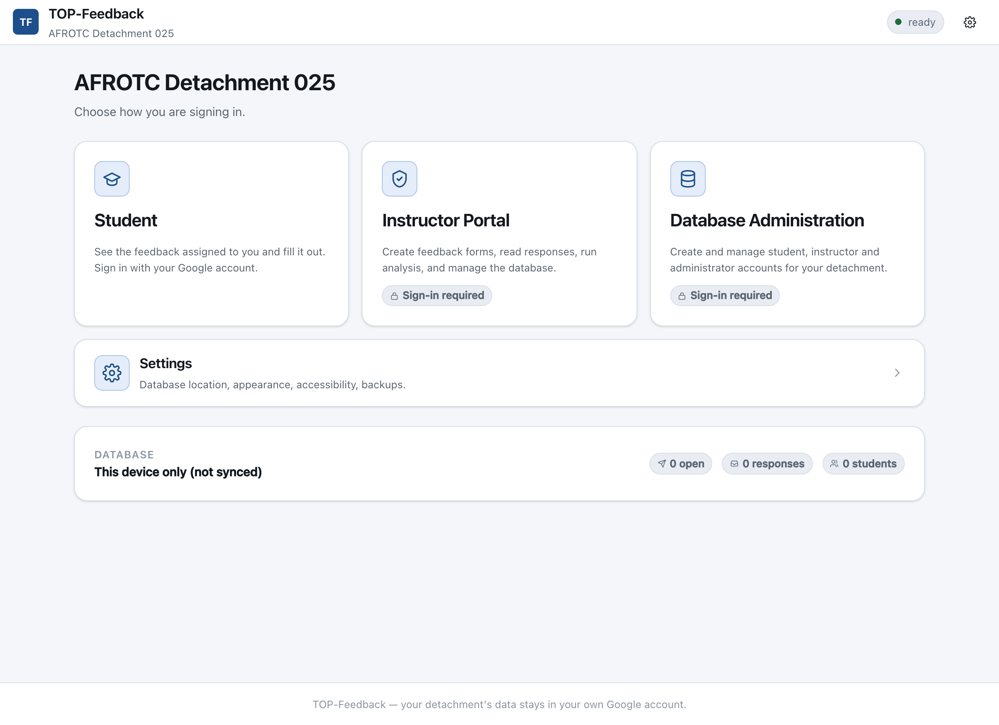 TF
TOP-Feedback
AFROTC Detachment 025
ready
AFROTC Detachment 025
Choose how you are signing in.
Student
See the feedback assigned to you and fill it out.
Sign in with your Google account.
Instructor Portal
Create feedback forms, read responses, run
analysis, and manage the database.
Sign-in required
Database Administration
Create and manage student, instructor and
administrator accounts for your detachment.
Sign-in required
Settings
Database location, appearance, accessibility, backups.
DATABASE
This device only (not synced)
0 open
0 responses
0 students
TOP-Feedback — your detachment's data stays in your own Google account.